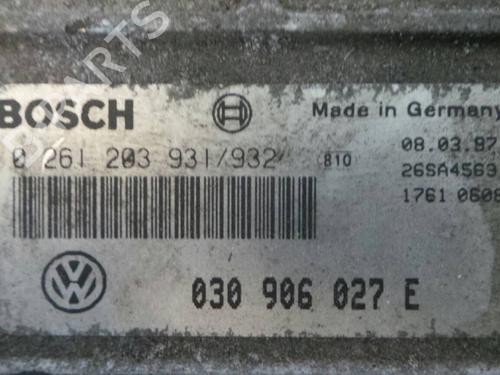 PARTS
BOSCH
Made in Germany
0 261 203 931/932
810
08.03.97
26SA4563
1761 0608
030 906 027 E